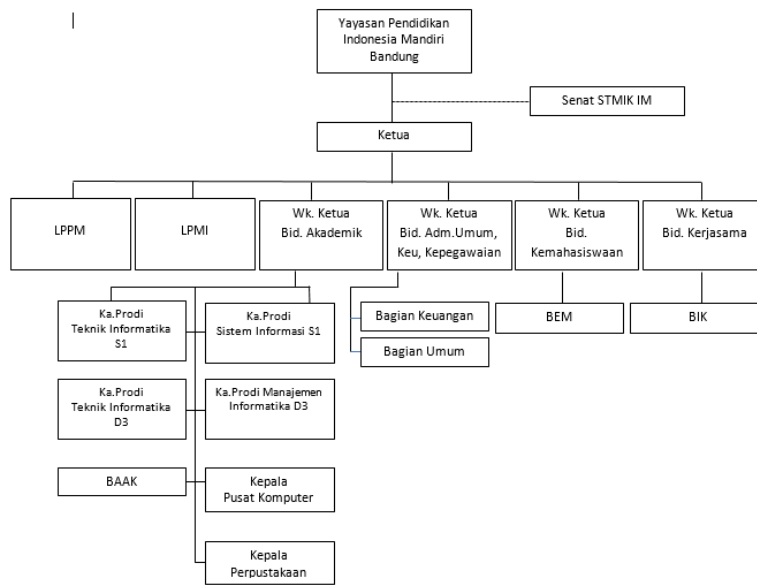 Yayasan Pendidikan
Indonesia Mandiri
Bandung
Senat STMIK IM
Ketua
LPPM
LPMI
Wk. Ketua
Bid. Akademik
Wk. Ketua
Bid. Adm.Umum,
Keu, Kepegawaian
Wk. Ketua
Bid.
Kemahasiswaan
Wk. Ketua
Bid. Kerjasama
Ka.Prodi
Teknik Informatika
S1
Ka.Prodi
Sistem Informasi S1
Bagian Keuangan
Bagian Umum
BEM
BIK
Ka.Prodi
Teknik Informatika
D3
Ka.Prodi Manajemen
Informatika D3
BAAK
Kepala
Pusat Komputer
Kepala
Perpustakaan